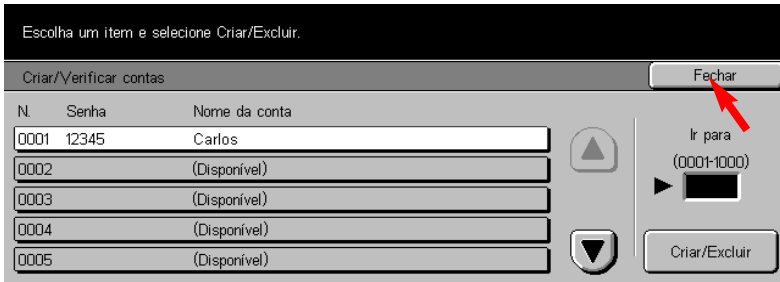 Escolha um item e selecione Criar/Excluir.
Criar/Verificar contas Fechar
N. Senha Nome da conta
0001 12345 Carlos
Ir para
0002 (Disponível)
(0001-1000)
0003 (Disponível)
0004 (Disponível)
0005 (Disponível)
Criar/Excluir